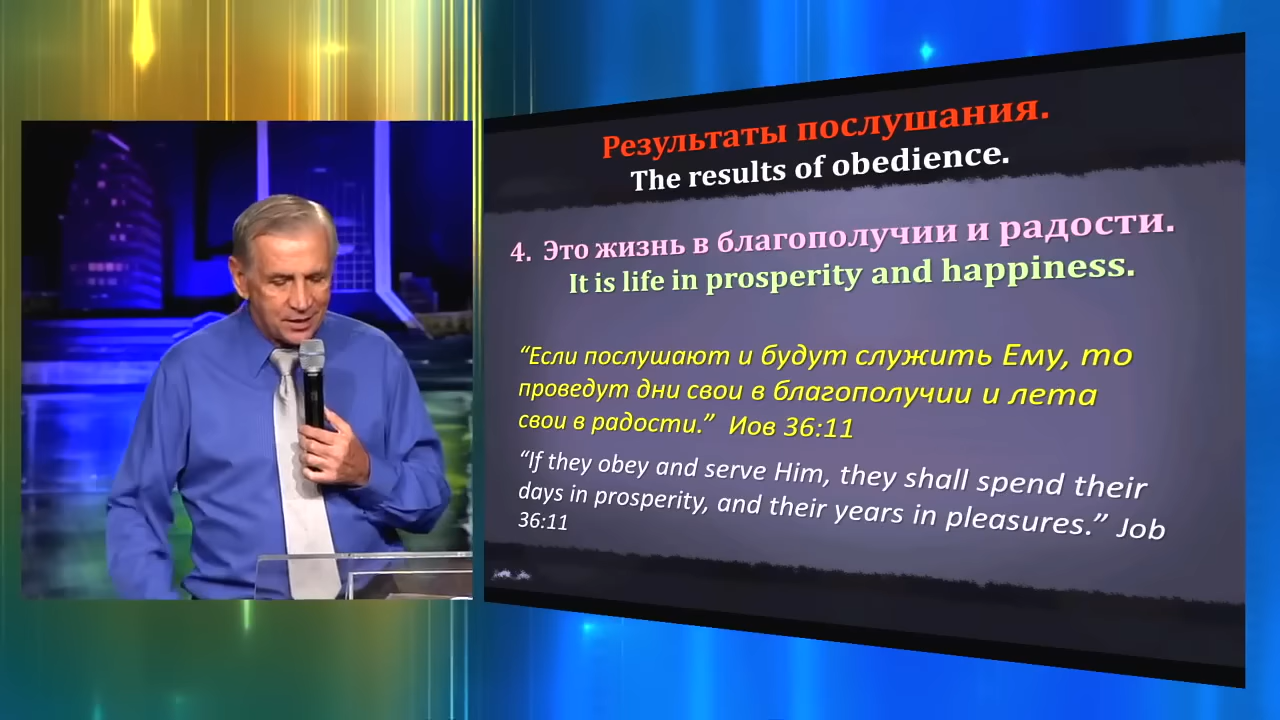 Результаты послушания.
The results of obedience.
4. Это жизнь в благополучии и радости.
It is life in prosperity and happiness.
“Если послушают и будут служить Ему, то
проведут дни свои в благополучии и лета
свои в радости.” Иов 36:11
“If they obey and serve Him, they shall spend their
days in prosperity, and their years in pleasures.” Job
36:11